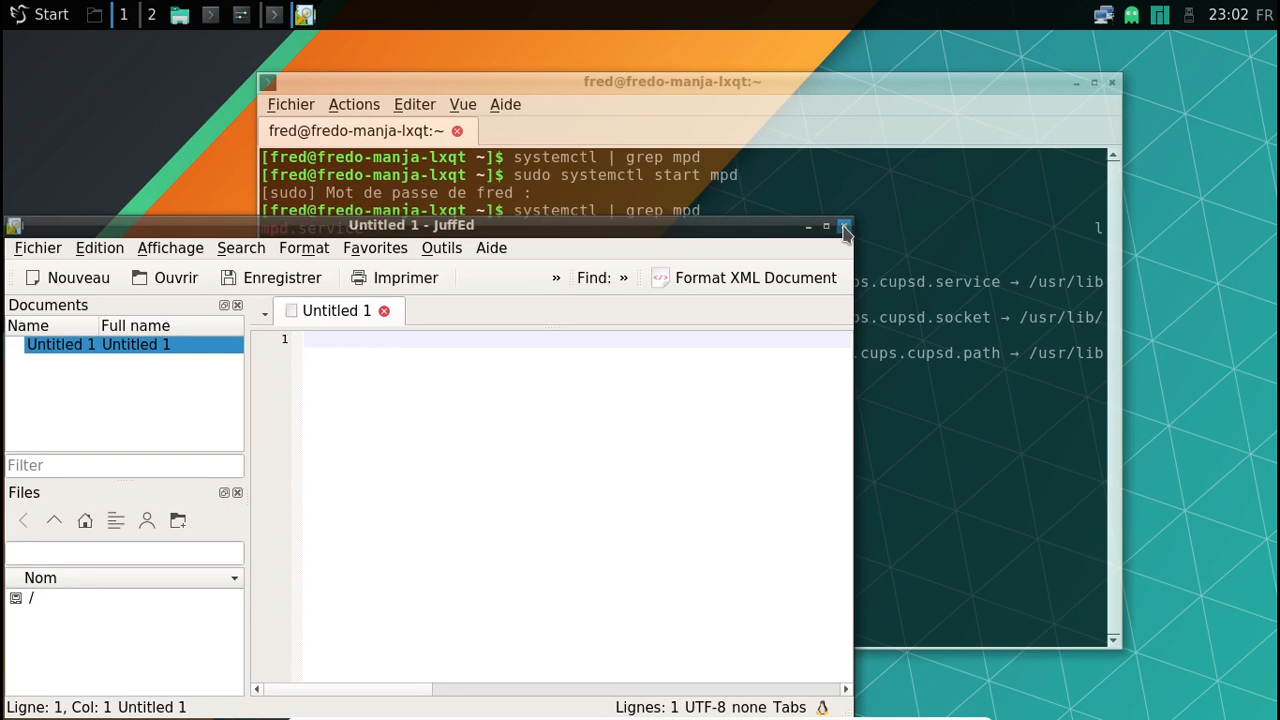 Start 1 2 23:02 FR
fred@fredo-manja-lxqt:~
Fichier Actions Editer Vue Aide
fred@fredo-manja-lxqt:~
[fred@fredo-manja-lxqt ~]$ systemctl | grep mpd
[fred@fredo-manja-lxqt ~]$ sudo systemctl start mpd
[sudo] Mot de passe de fred :
[fred@fredo-manja-lxqt ~]$ systemctl | grep mpd
mpd.service l
ps.cupsd.service → /usr/lib
ps.cupsd.socket → /usr/lib/
.cups.cupsd.path → /usr/lib
Untitled 1 - JuffEd
Fichier Edition Affichage Search Format Favorites Outils Aide
Nouveau Ouvrir Enregistrer Imprimer » Find: » Format XML Document
Documents
Name Full name
Untitled 1 Untitled 1
Filter
Files
Nom
/
Untitled 1
1
Ligne: 1, Col: 1 Untitled 1 Lignes: 1 UTF-8 none Tabs